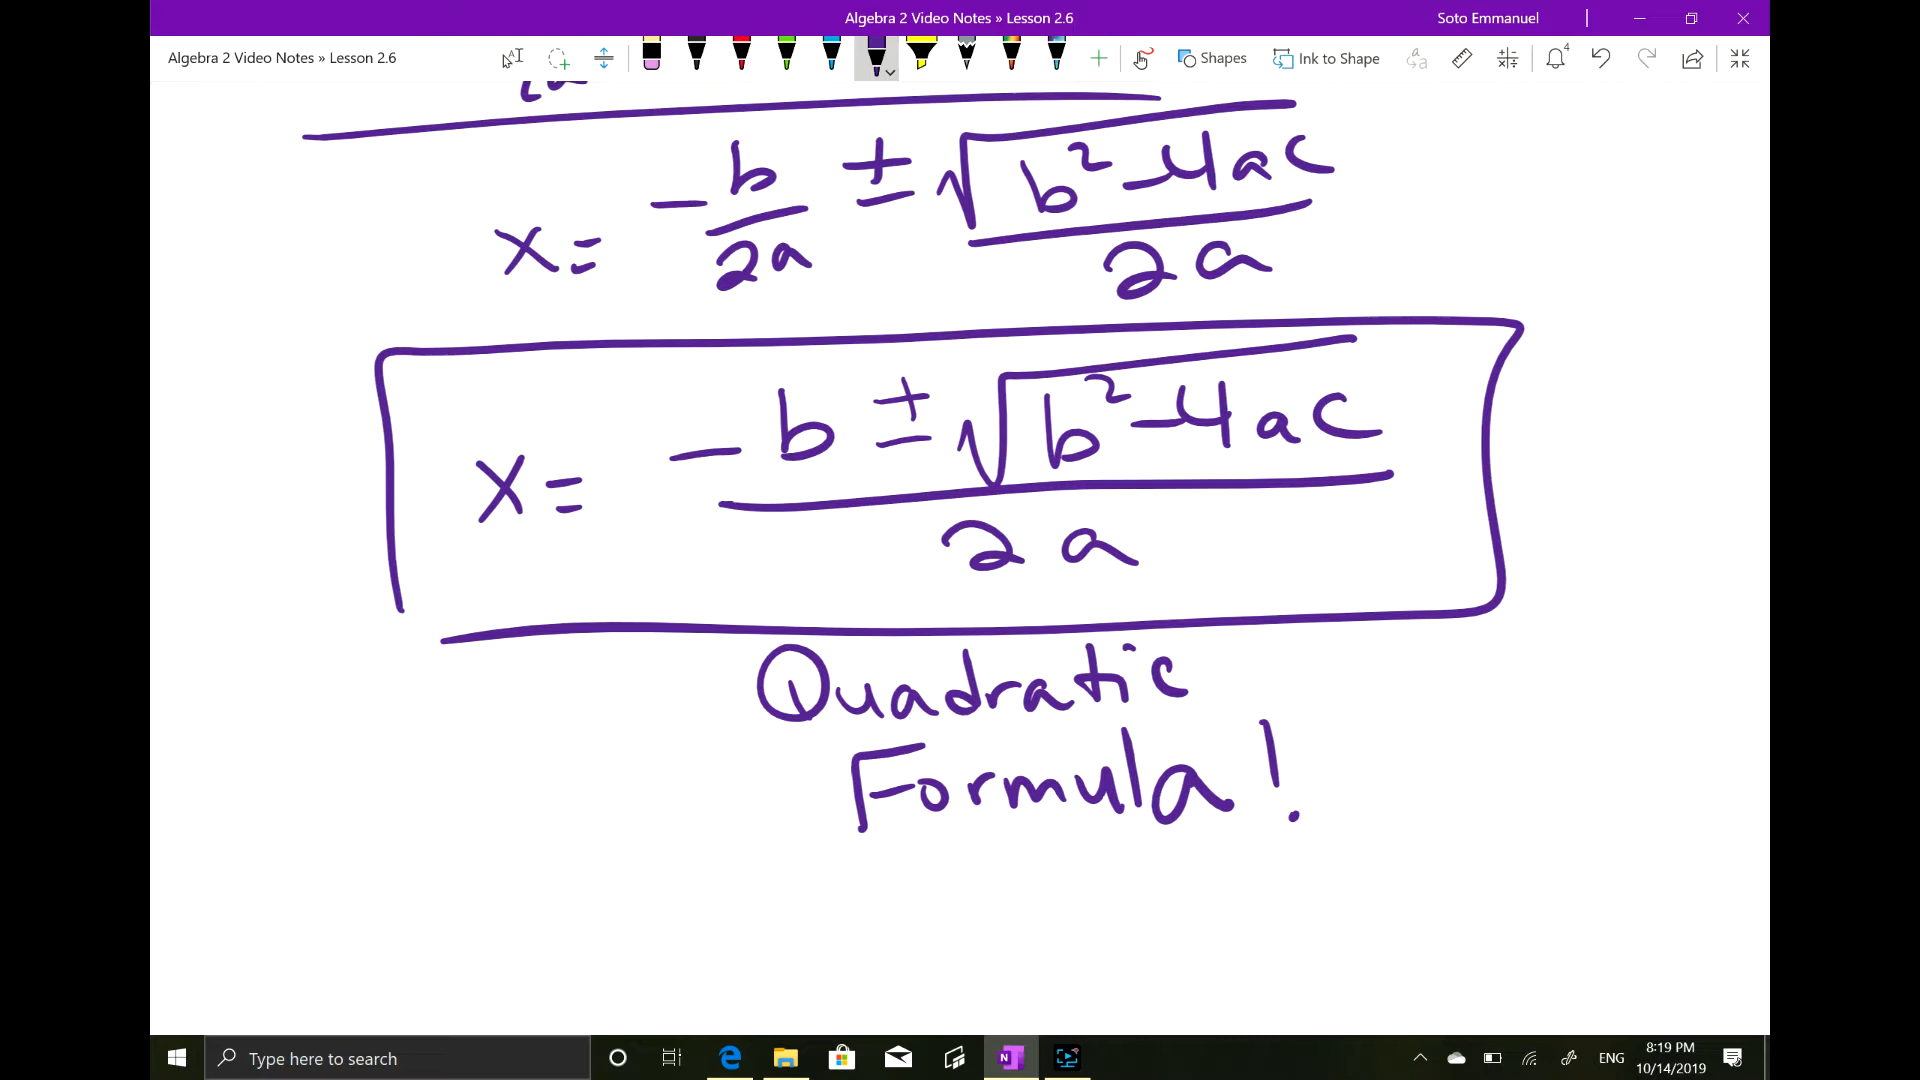 Algebra 2 Video Notes » Lesson 2.6
Soto Emmanuel
Algebra 2 Video Notes » Lesson 2.6
Shapes
Ink to Shape
4
2a
x = -b/2a ± √(b² - 4ac)/2a
x = (-b ± √(b² - 4ac))/2a
Quadratic
Formula!
Type here to search
ENG
8:19 PM
10/14/2019